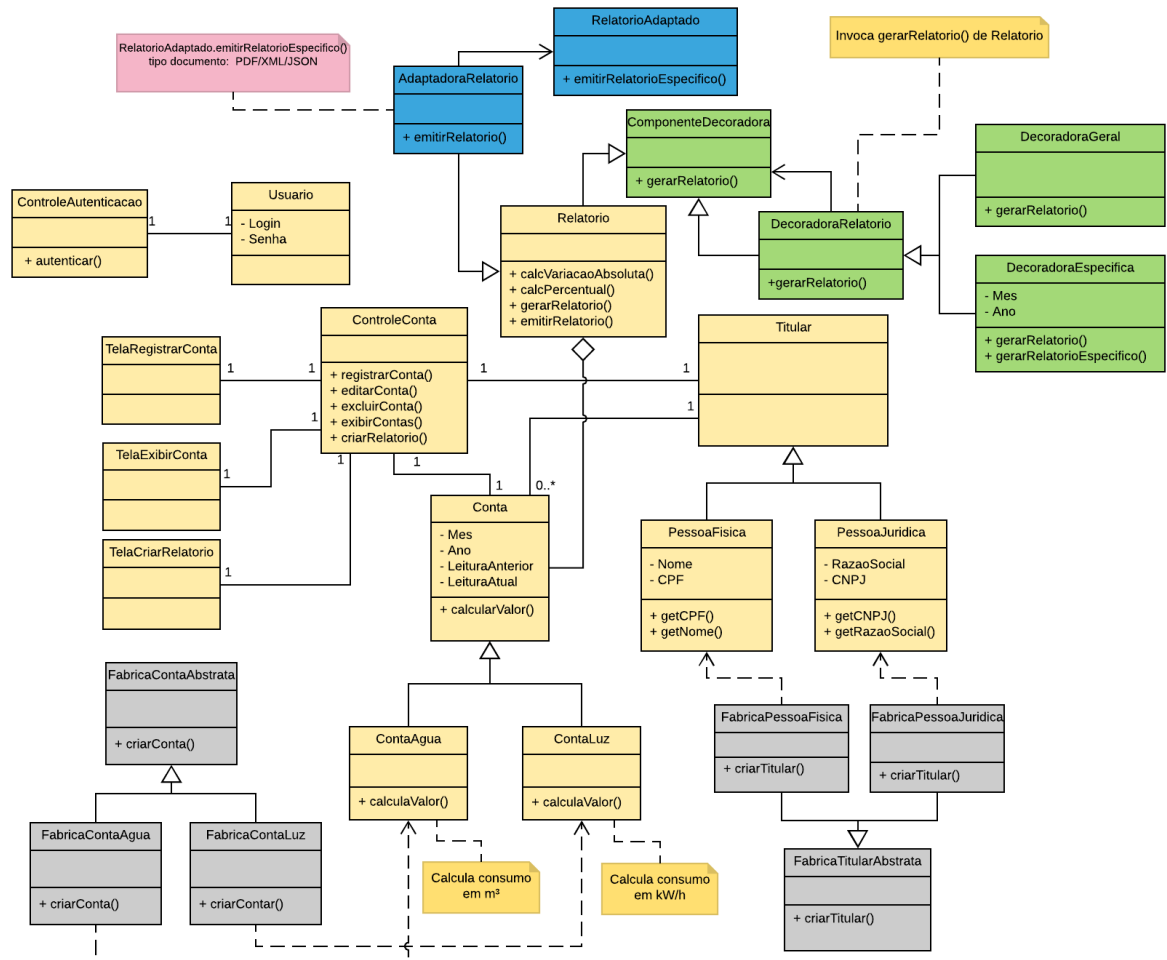 RelatorioAdaptado
+ emitirRelatorioEspecifico()
RelatorioAdaptado.emitirRelatorioEspecifico()
tipo documento: PDF/XML/JSON
Invoca gerarRelatorio() de Relatorio
AdaptadoraRelatorio
+ emitirRelatorio()
ComponenteDecoradora
+ gerarRelatorio()
DecoradoraGeral
+ gerarRelatorio()
ControleAutenticacao
+ autenticar()
1
1
Usuario
- Login
- Senha
Relatorio
+ calcVariacaoAbsoluta()
+ calcPercentual()
+ gerarRelatorio()
+ emitirRelatorio()
DecoradoraRelatorio
+gerarRelatorio()
DecoradoraEspecifica
- Mes
- Ano
+ gerarRelatorio()
+ gerarRelatorioEspecifico()
ControleConta
+ registrarConta()
+ editarConta()
+ excluirConta()
+ exibirContas()
+ criarRelatorio()
Titular
TelaRegistrarConta
1
1
1
1
1
1
TelaExibirConta
1
1
1
1
0..*
TelaCriarRelatorio
1
Conta
- Mes
- Ano
- LeituraAnterior
- LeituraAtual
+ calcularValor()
PessoaFisica
- Nome
- CPF
+ getCPF()
+ getNome()
PessoaJuridica
- RazaoSocial
- CNPJ
+ getCNPJ()
+ getRazaoSocial()
FabricaContaAbstrata
+ criarConta()
ContaAgua
+ calculaValor()
ContaLuz
+ calculaValor()
FabricaPessoaFisica
+ criarTitular()
FabricaPessoaJuridica
+ criarTitular()
FabricaContaAgua
+ criarConta()
FabricaContaLuz
+ criarContar()
Calcula consumo
em m³
Calcula consumo
em kW/h
FabricaTitularAbstrata
+ criarTitular()